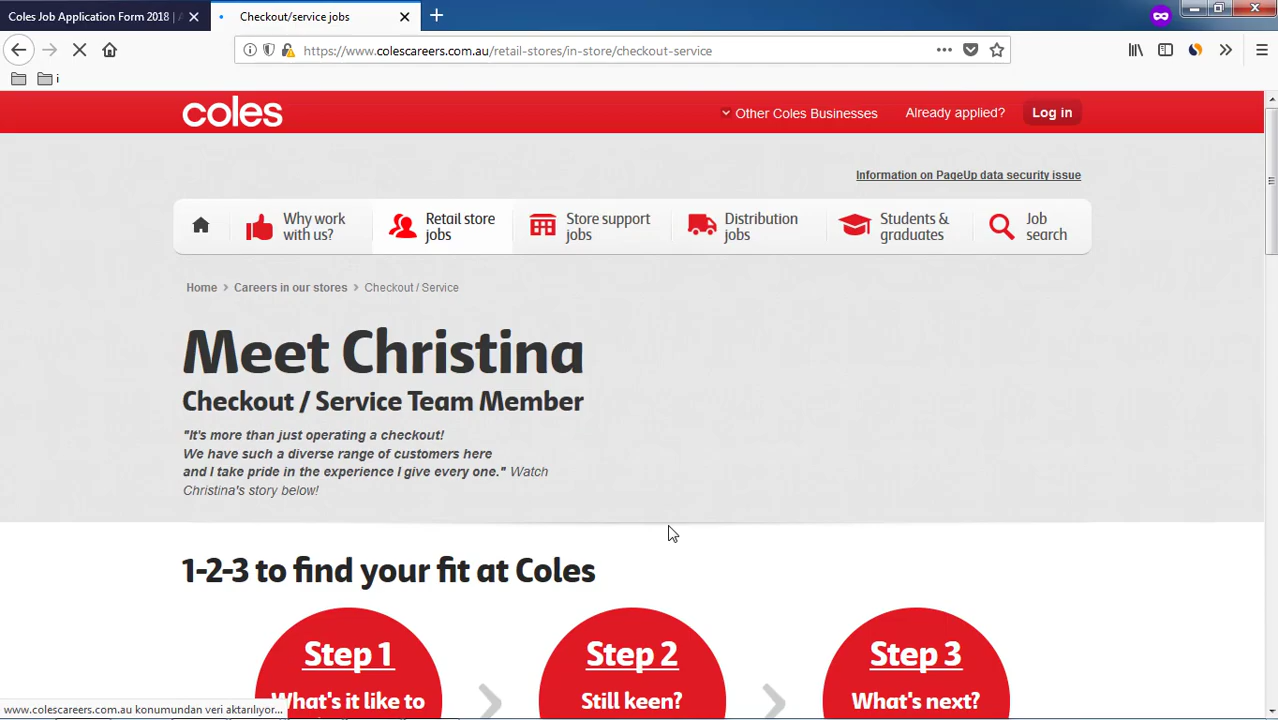 Coles Job Application Form 2018 | A
Checkout/service jobs
https://www.colescareers.com.au/retail-stores/in-store/checkout-service
i
coles
Other Coles Businesses
Already applied?
Log in
Information on PageUp data security issue
Why work
with us?
Retail store
jobs
Store support
jobs
Distribution
jobs
Students &
graduates
Job
search
Home > Careers in our stores > Checkout / Service
Meet Christina
Checkout / Service Team Member
"It's more than just operating a checkout!
We have such a diverse range of customers here
and I take pride in the experience I give every one." Watch
Christina's story below!
1-2-3 to find your fit at Coles
Step 1
What's it like to
Step 2
Still keen?
Step 3
What's next?
www.colescareers.com.au konumundan veri aktarılıyor...